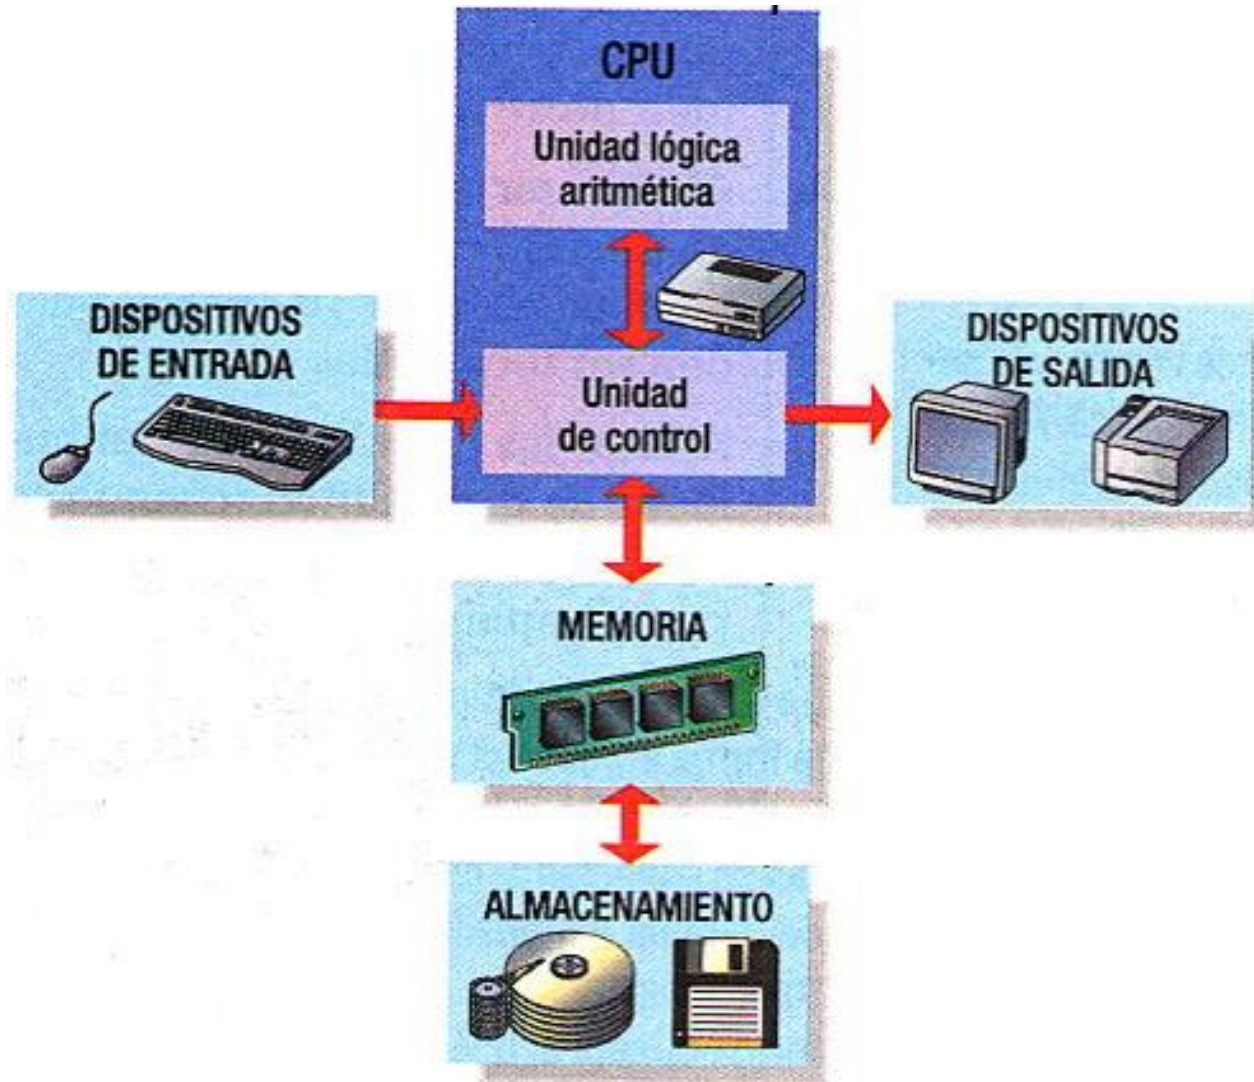 CPU
Unidad lógica
aritmética
DISPOSITIVOS
DE ENTRADA
Unidad
de control
DISPOSITIVOS
DE SALIDA
MEMORIA
ALMACENAMIENTO